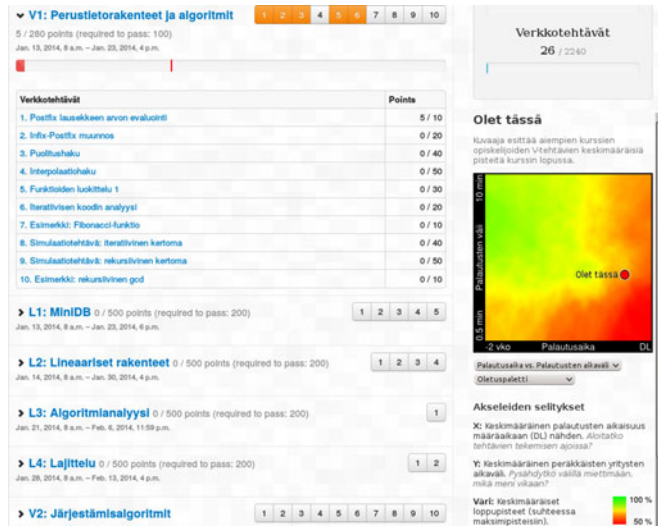 V1: Perustietorakenteet ja algoritmit 1 2 3 4 5 6 7 8 9 10
5 / 280 points (required to pass: 100)
Jan. 13, 2014, 8 a.m. – Jan. 23, 2014, 4 p.m.
Verkkotehtävät Points
1. Postfix lausekkeen arvon evaluointi 5 / 10
2. Infix-Postfix muunnos 0 / 20
3. Puolitushaku 0 / 40
4. Interpolaatiohaku 0 / 50
5. Funktioiden luokittelu 1 0 / 30
6. Iteratiivisen koodin analyysi 0 / 20
7. Esimerkki: Fibonacci-funktio 0 / 10
8. Simulaatiotehtävä: iteratiivinen kertoma 0 / 40
9. Simulaatiotehtävä: rekursiivinen kertoma 0 / 50
10. Esimerkki: rekursiivinen gcd 0 / 10
L1: MiniDB 0 / 500 points (required to pass: 200) 1 2 3 4 5
Jan. 13, 2014, 8 a.m. – Jan. 23, 2014, 6 p.m.
L2: Lineaariset rakenteet 0 / 500 points (required to pass: 200) 1 2 3 4
Jan. 14, 2014, 8 a.m. – Jan. 30, 2014, 4 p.m.
L3: Algoritmianalyysi 0 / 500 points (required to pass: 200) 1
Jan. 21, 2014, 8 a.m. – Feb. 6, 2014, 11:59 p.m.
L4: Lajittelu 0 / 500 points (required to pass: 200) 1 2
Jan. 28, 2014, 8 a.m. – Feb. 13, 2014, 4 p.m.
V2: Järjestämisalgoritmit 1 2 3 4 5 6 7 8 9 10
Verkkotehtävät
26 / 2240
Olet tässä
Kuvaaja esittää aiempien kurssien
opiskelijoiden V-tehtävien keskimääräisiä
pisteitä kurssin lopussa.
10 min
Palautusten väli
0.5 min
Olet tässä
-2 vko Palautusaika DL
Palautusaika vs. Palautusten aikaväli
Oletuspaletti
Akseleiden selitykset
X: Keskimääräinen palautusten aikaisuus
määräaikaan (DL) nähden. Aloitatko
tehtävien tekemisen ajoissa?
Y: Keskimääräinen peräkkäisten yritysten
aikaväli. Pysähdytkö välillä miettimään,
mikä meni vikaan?
Väri: Keskimääräiset
loppupisteet (suhteessa
maksimipisteisiin).
100 %
50 %